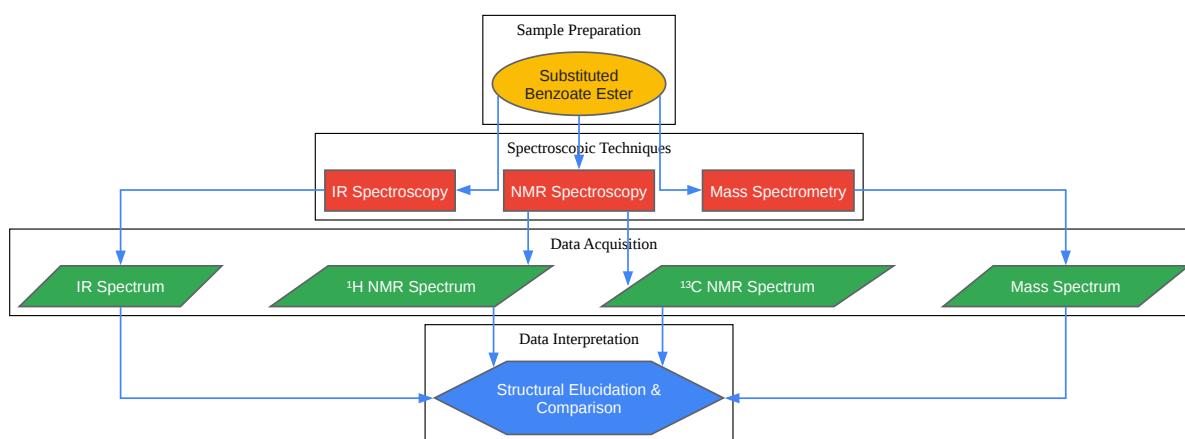 Sample Preparation
Substituted
Benzoate Ester
Spectroscopic Techniques
IR Spectroscopy
NMR Spectroscopy
Mass Spectrometry
Data Acquisition
IR Spectrum
¹H NMR Spectrum
¹³C NMR Spectrum
Mass Spectrum
Data Interpretation
Structural Elucidation &
Comparison